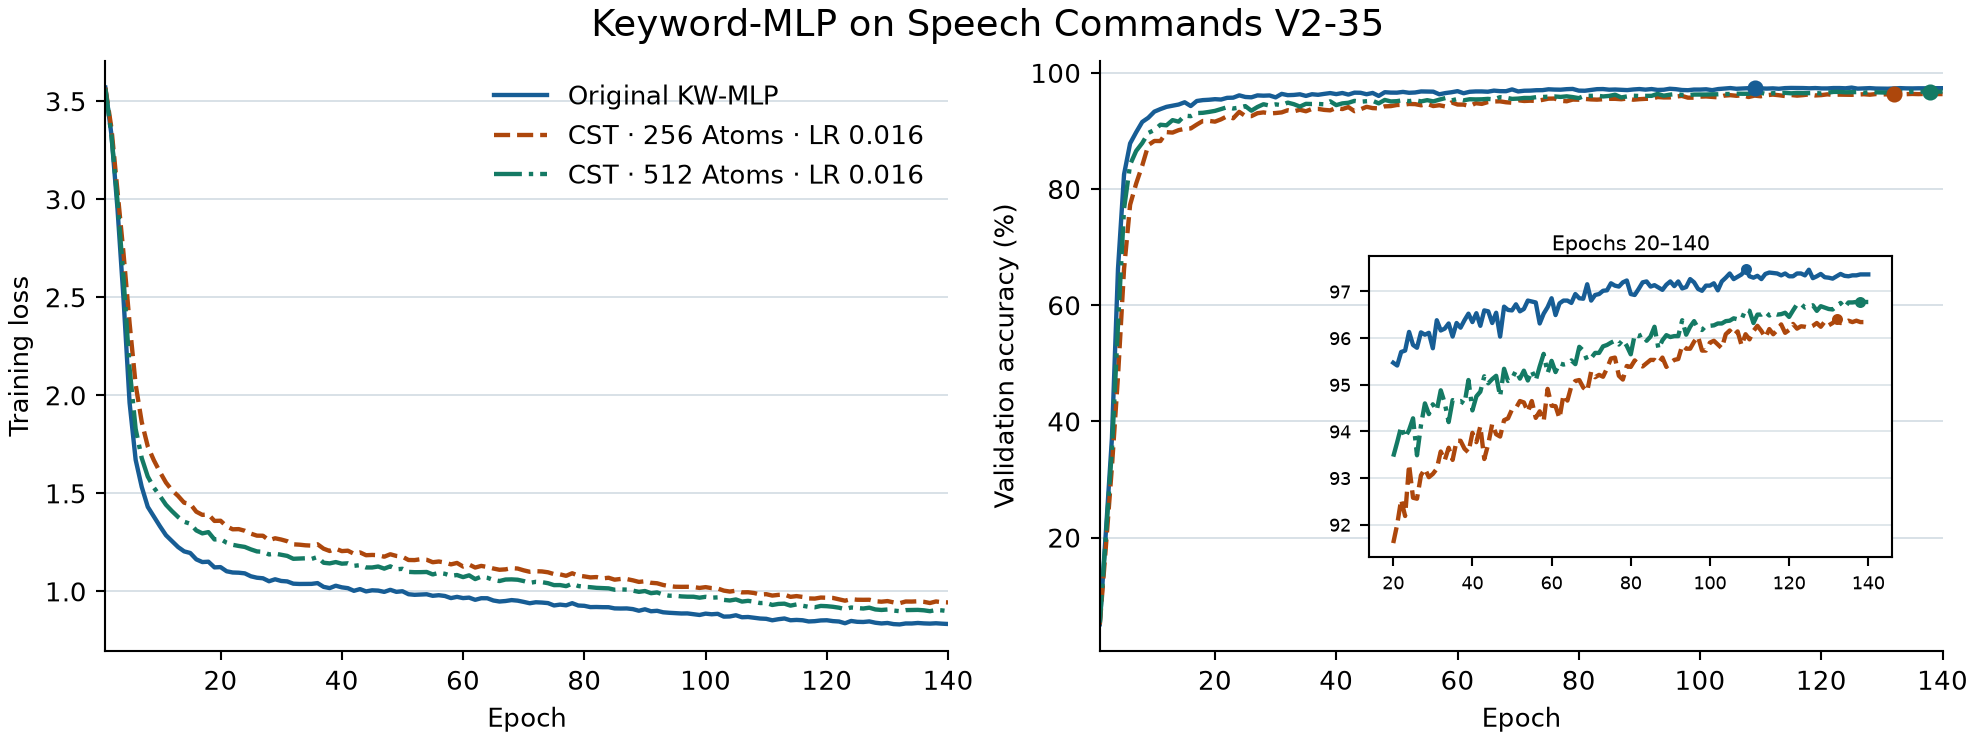 Keyword-MLP on Speech Commands V2-35
Training loss
3.5
3.0
2.5
2.0
1.5
1.0
Original KW-MLP
CST · 256 Atoms · LR 0.016
CST · 512 Atoms · LR 0.016
20 40 60 80 100 120 140
Epoch
Validation accuracy (%)
100
80
60
40
20
Epochs 20–140
97
96
95
94
93
92
20 40 60 80 100 120 140
20 40 60 80 100 120 140
Epoch